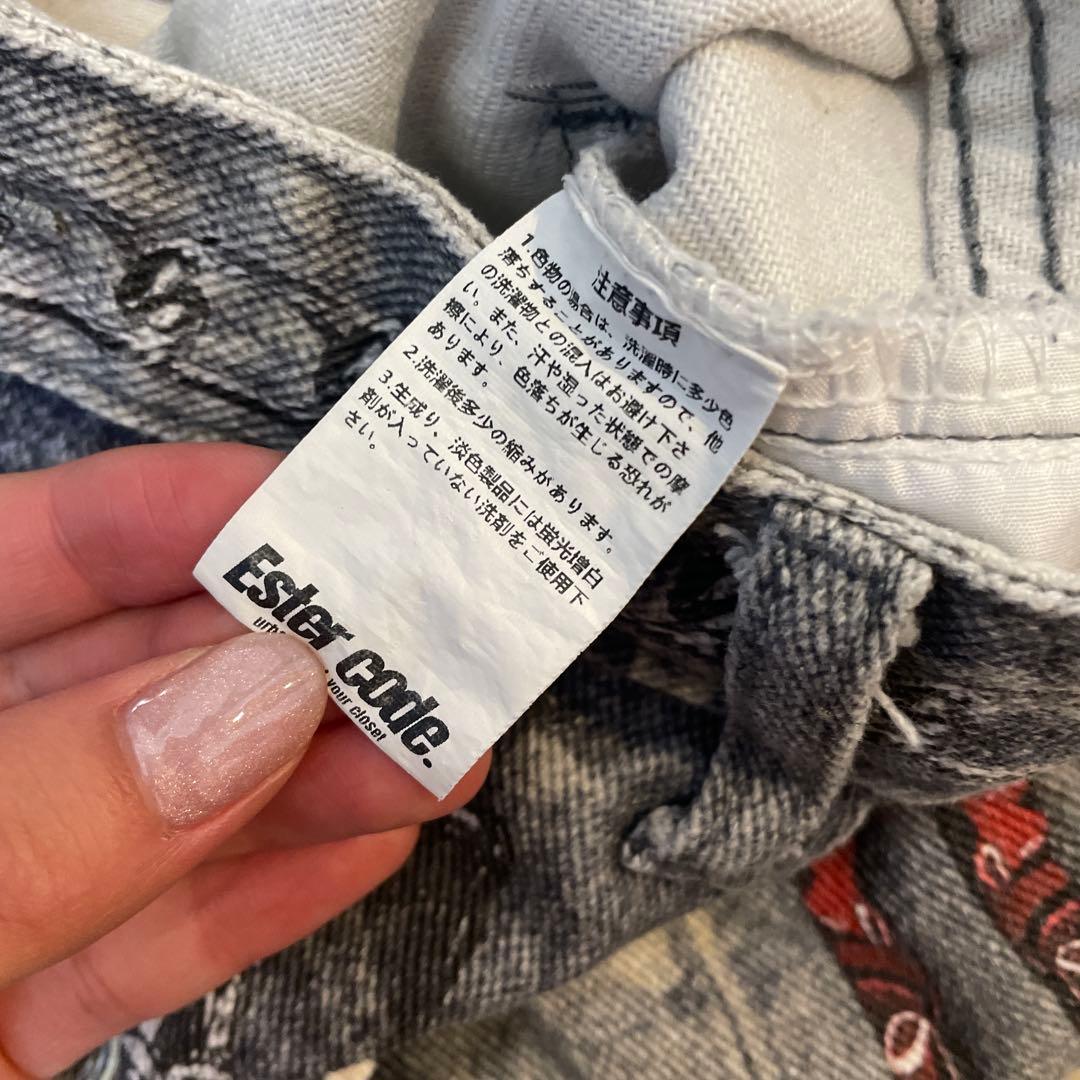 注意事項
1.色物の場合は、洗濯時に多少色
落ちすることがありますので、他
の洗濯物との混入はお避け下さ
い。また、汗や湿った状態での摩
擦により、色落ちが生じる恐れが
あります。
2.洗濯後多少の縮みがあります。
3.生成り、淡色製品には蛍光増白
剤が入っていない洗剤をご使用下
さい。
Ester code.
your closet